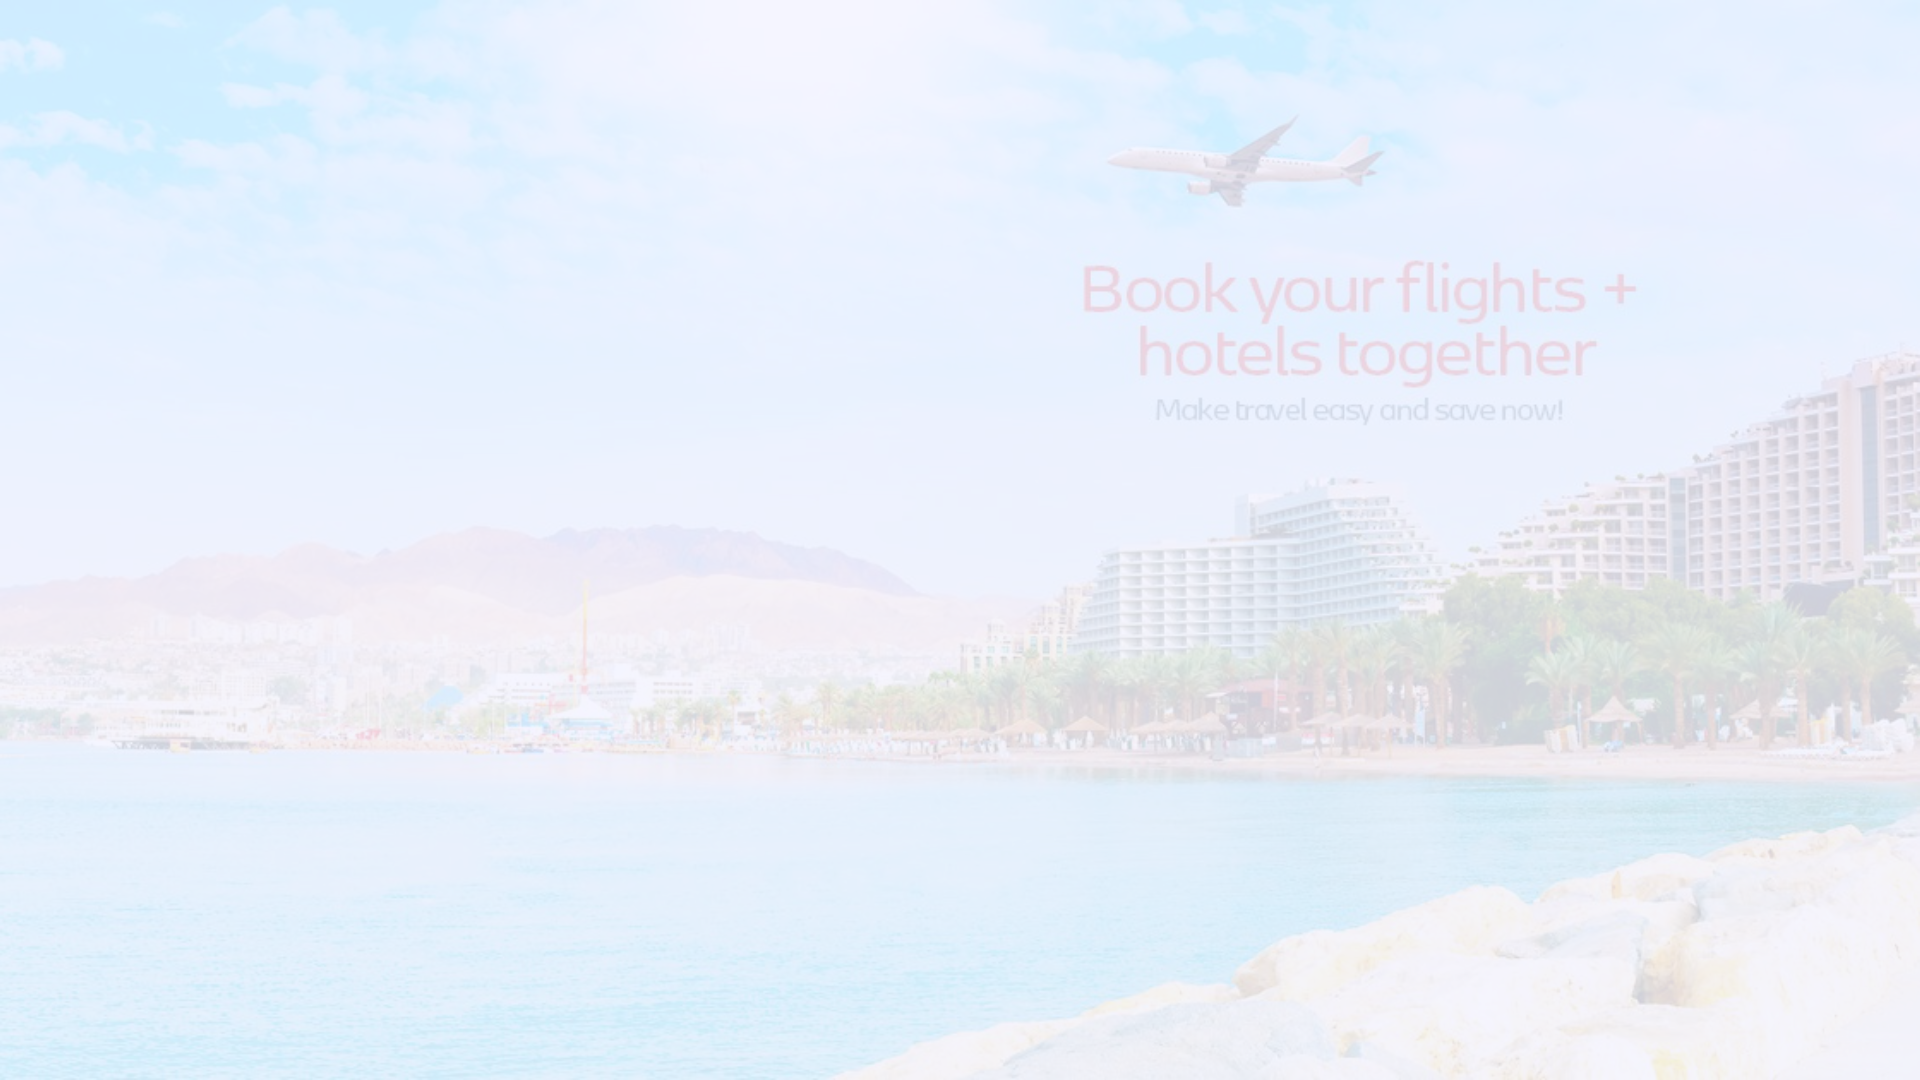 Book your flights +
hotels together
Make travel easy and save now!